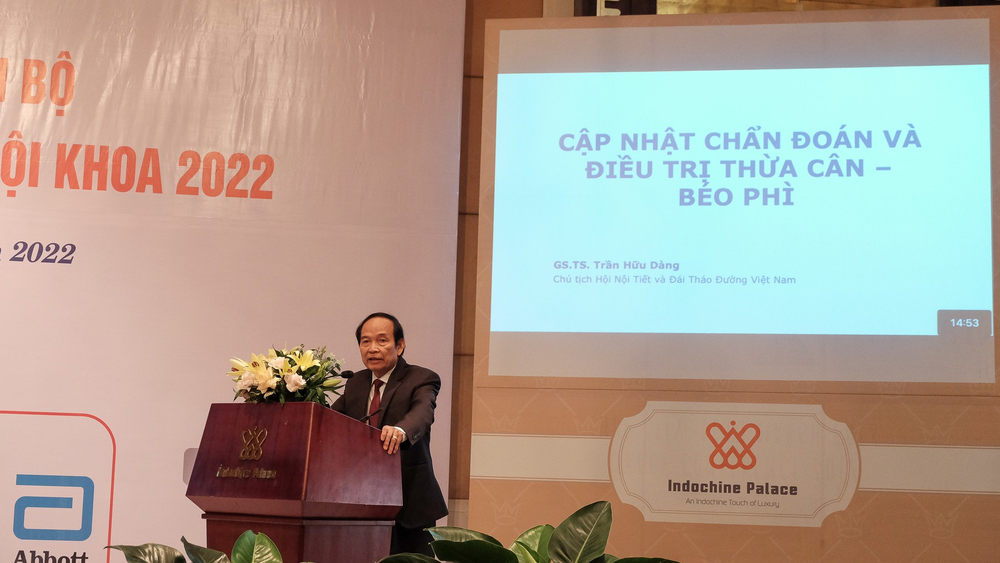 BỘ
ỘI KHOA 2022
2022
Abbott
Indochine Palace
CẬP NHẬT CHẨN ĐOÁN VÀ
ĐIỀU TRỊ THỪA CÂN –
BÉO PHÌ
GS.TS. Trần Hữu Dàng
Chủ tịch Hội Nội Tiết và Đái Tháo Đường Việt Nam
14:53
Indochine Palace
An Indochine Touch of Luxury